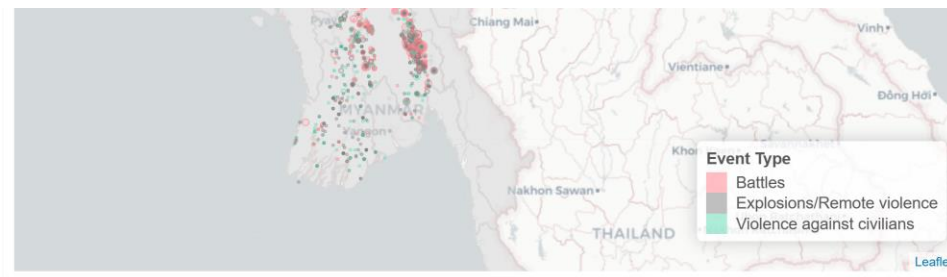 Chiang Mai
Vinh
Vientiane
Đồng Hới
MYANMAR
Yangon
Event Type
Battles
Explosions/Remote violence
Violence against civilians
Nakhon Sawan
THAILAND